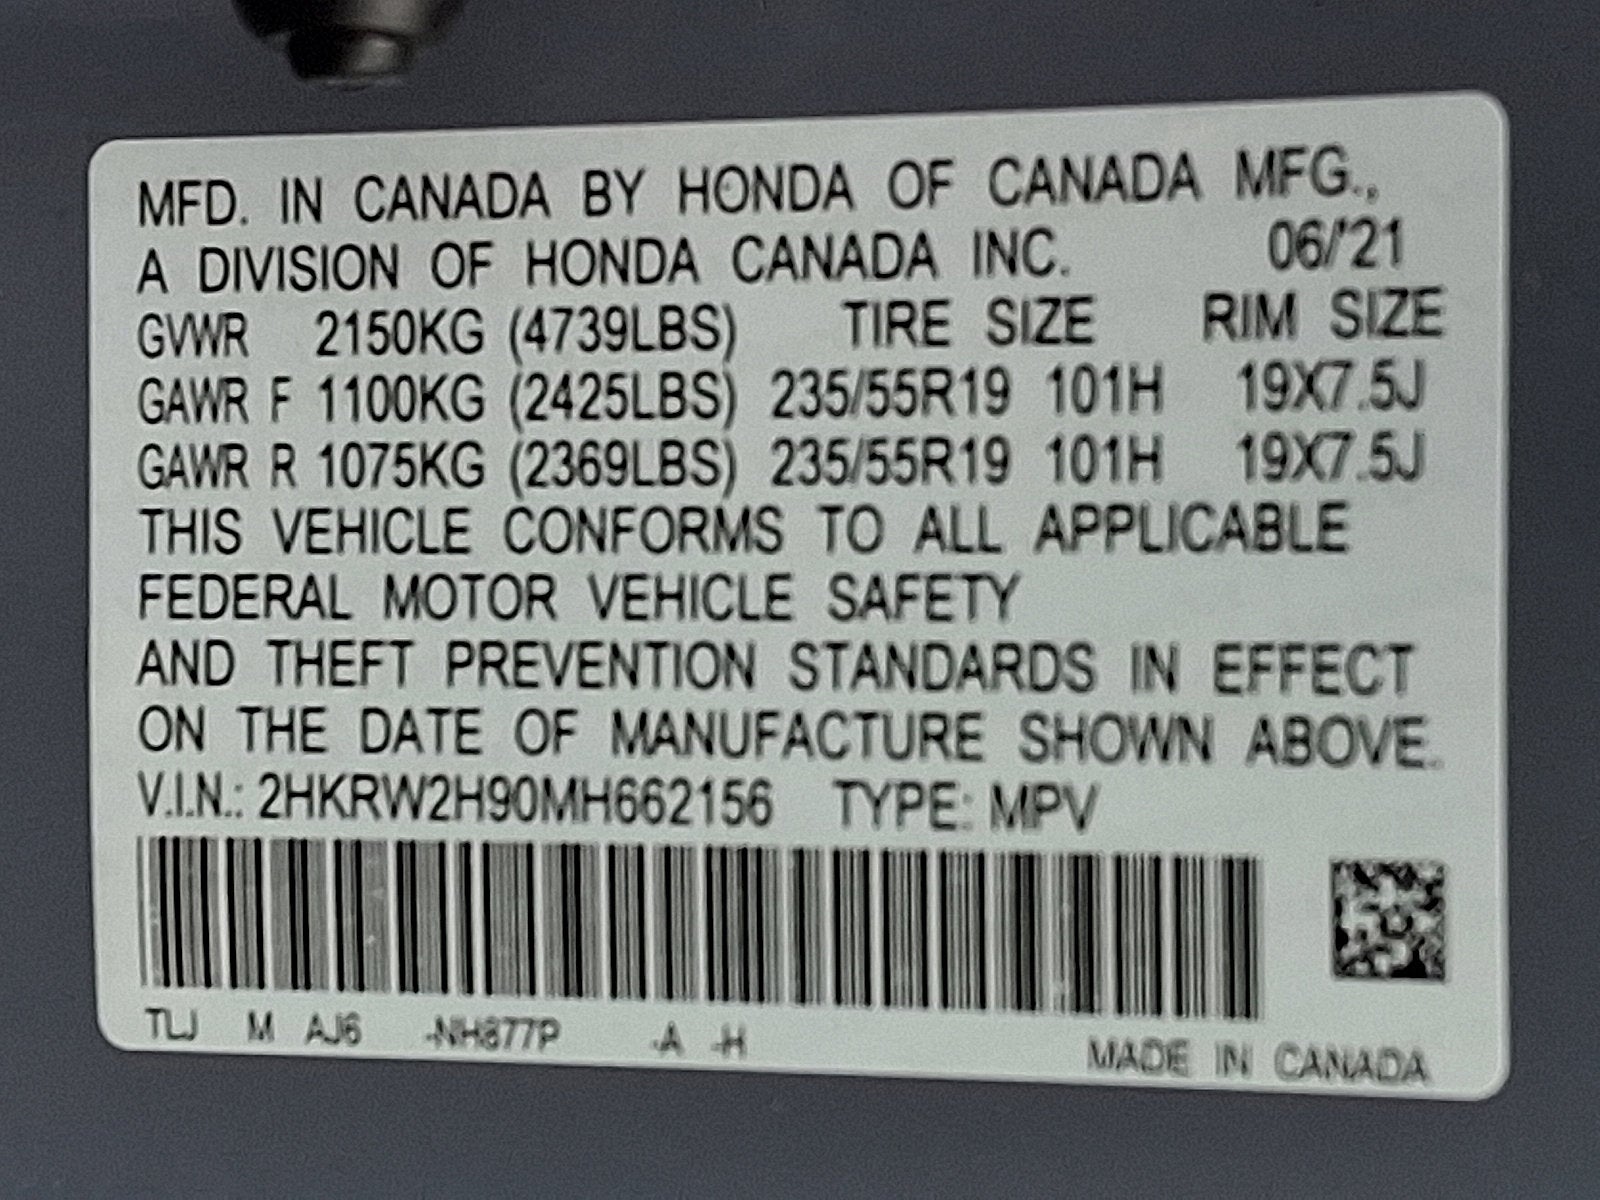 MFD. IN CANADA BY HONDA OF CANADA MFG.,
A DIVISION OF HONDA CANADA INC. 06/'21
GVWR 2150KG (4739LBS) TIRE SIZE RIM SIZE
GAWR F 1100KG (2425LBS) 235/55R19 101H 19X7.5J
GAWR R 1075KG (2369LBS) 235/55R19 101H 19X7.5J
THIS VEHICLE CONFORMS TO ALL APPLICABLE
FEDERAL MOTOR VEHICLE SAFETY
AND THEFT PREVENTION STANDARDS IN EFFECT
ON THE DATE OF MANUFACTURE SHOWN ABOVE.
V.I.N.: 2HKRW2H90MH662156 TYPE: MPV
TLJ M AJ6 -NH877P -A -H MADE IN CANADA